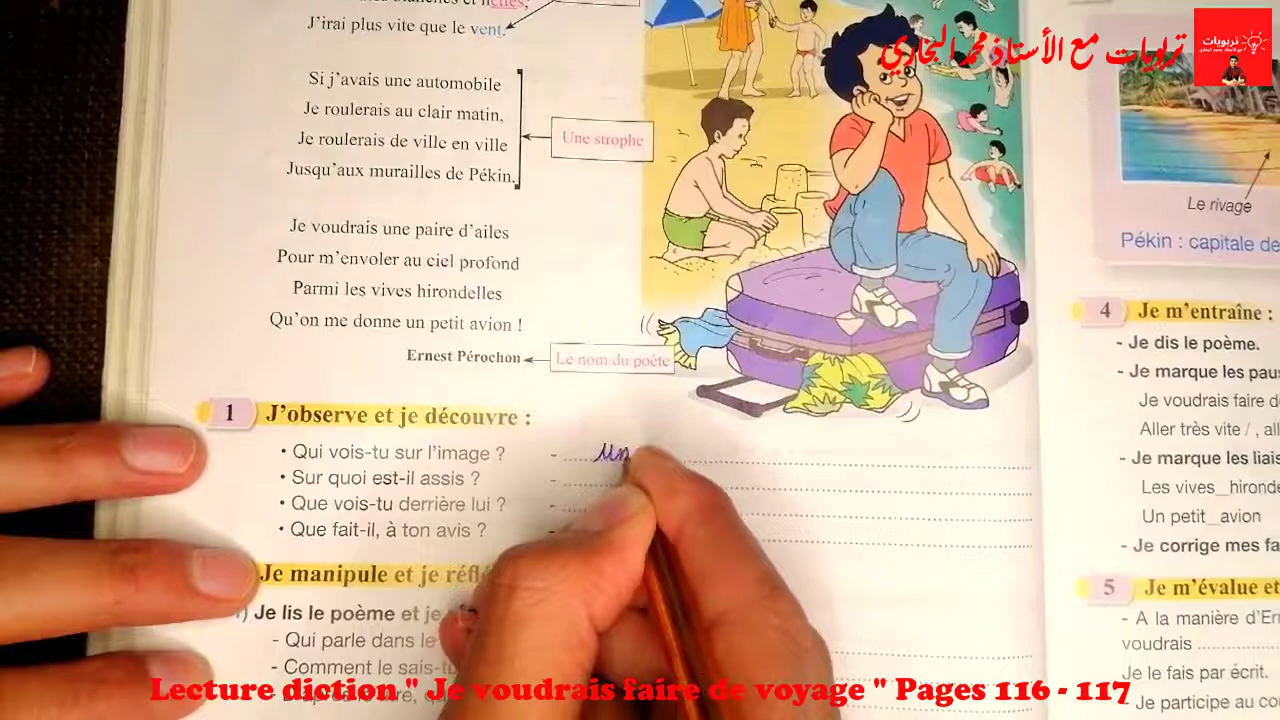 J'irai plus vite que le vent.
Si j'avais une automobile
Je roulerais au clair matin,
Je roulerais de ville en ville
Jusqu'aux murailles de Pékin.
Une strophe
Je voudrais une paire d'ailes
Pour m'envoler au ciel profond
Parmi les vives hirondelles
Qu'on me donne un petit avion !
Ernest Pérochon
Le nom du poète
1 J'observe et je découvre :
• Qui vois-tu sur l'image ? - Un
• Sur quoi est-il assis ? -
• Que vois-tu derrière lui ? -
• Que fait-il, à ton avis ? -
Je manipule et je réflé
Je lis le poème et je
- Qui parle dans le
- Comment le sais-tu
تربويات مع الأستاذ محمد البخاري
تربويات
Le rivage
Pékin : capitale de
4 Je m'entraîne :
- Je dis le poème.
- Je marque les paus
Je voudrais faire d
Aller très vite / , all
- Je marque les liais
Les vives_hironde
Un petit_avion
- Je corrige mes fa
5 Je m'évalue et
- A la manière d'Er
voudrais
Je le fais par écrit.
- Je participe au co
Lecture diction " Je voudrais faire de voyage " Pages 116 - 117